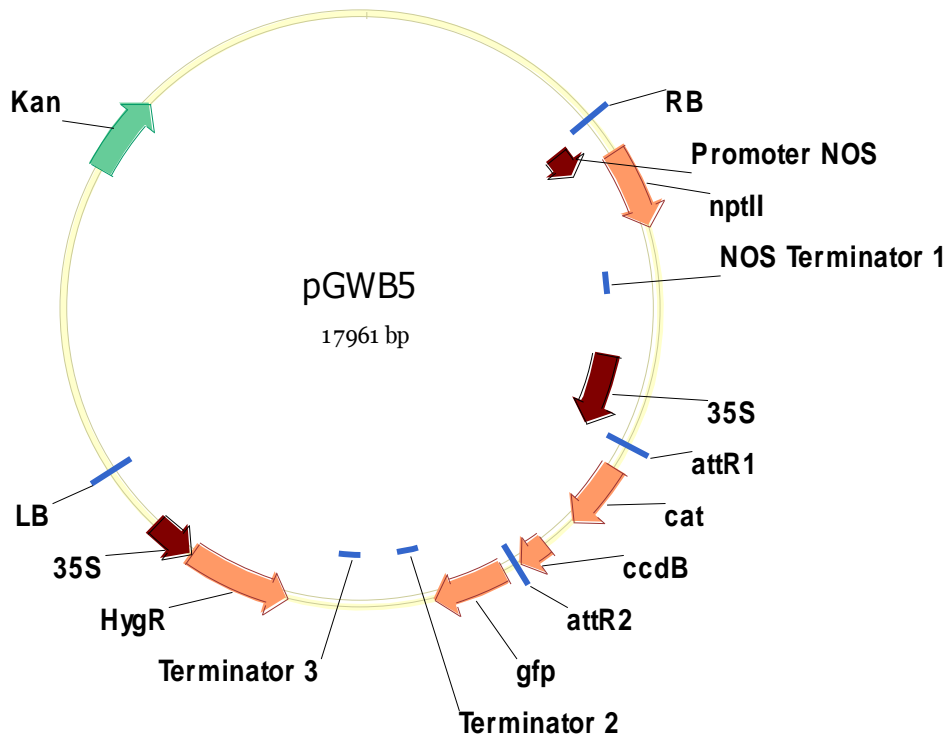 Kan
RB
Promoter NOS
nptII
NOS Terminator 1
pGWB5
17961 bp
35S
attR1
cat
LB
35S
ccdB
HygR
attR2
Terminator 3
gfp
Terminator 2